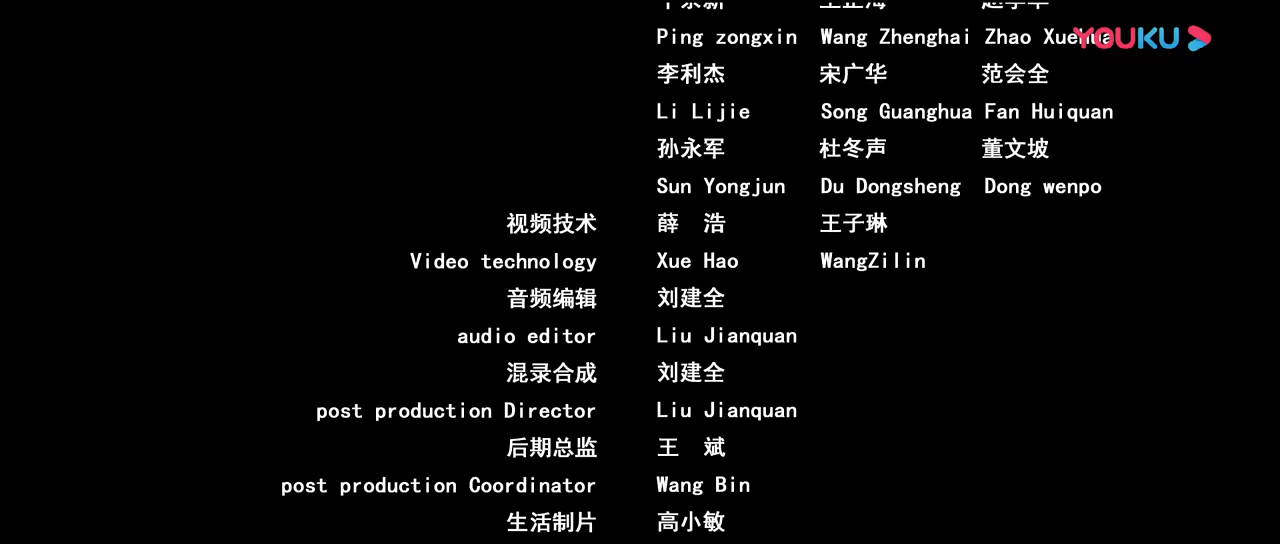 Ping zongxin Wang Zhenghai Zhao Xuehua
YOUKU
李利杰 宋广华 范会全
Li Lijie Song Guanghua Fan Huiquan
孙永军 杜冬声 董文坡
Sun Yongjun Du Dongsheng Dong wenpo
视频技术 薛 浩 王子琳
Video technology Xue Hao WangZilin
音频编辑 刘建全
audio editor Liu Jianquan
混录合成 刘建全
post production Director Liu Jianquan
后期总监 王 斌
post production Coordinator Wang Bin
生活制片 高小敏